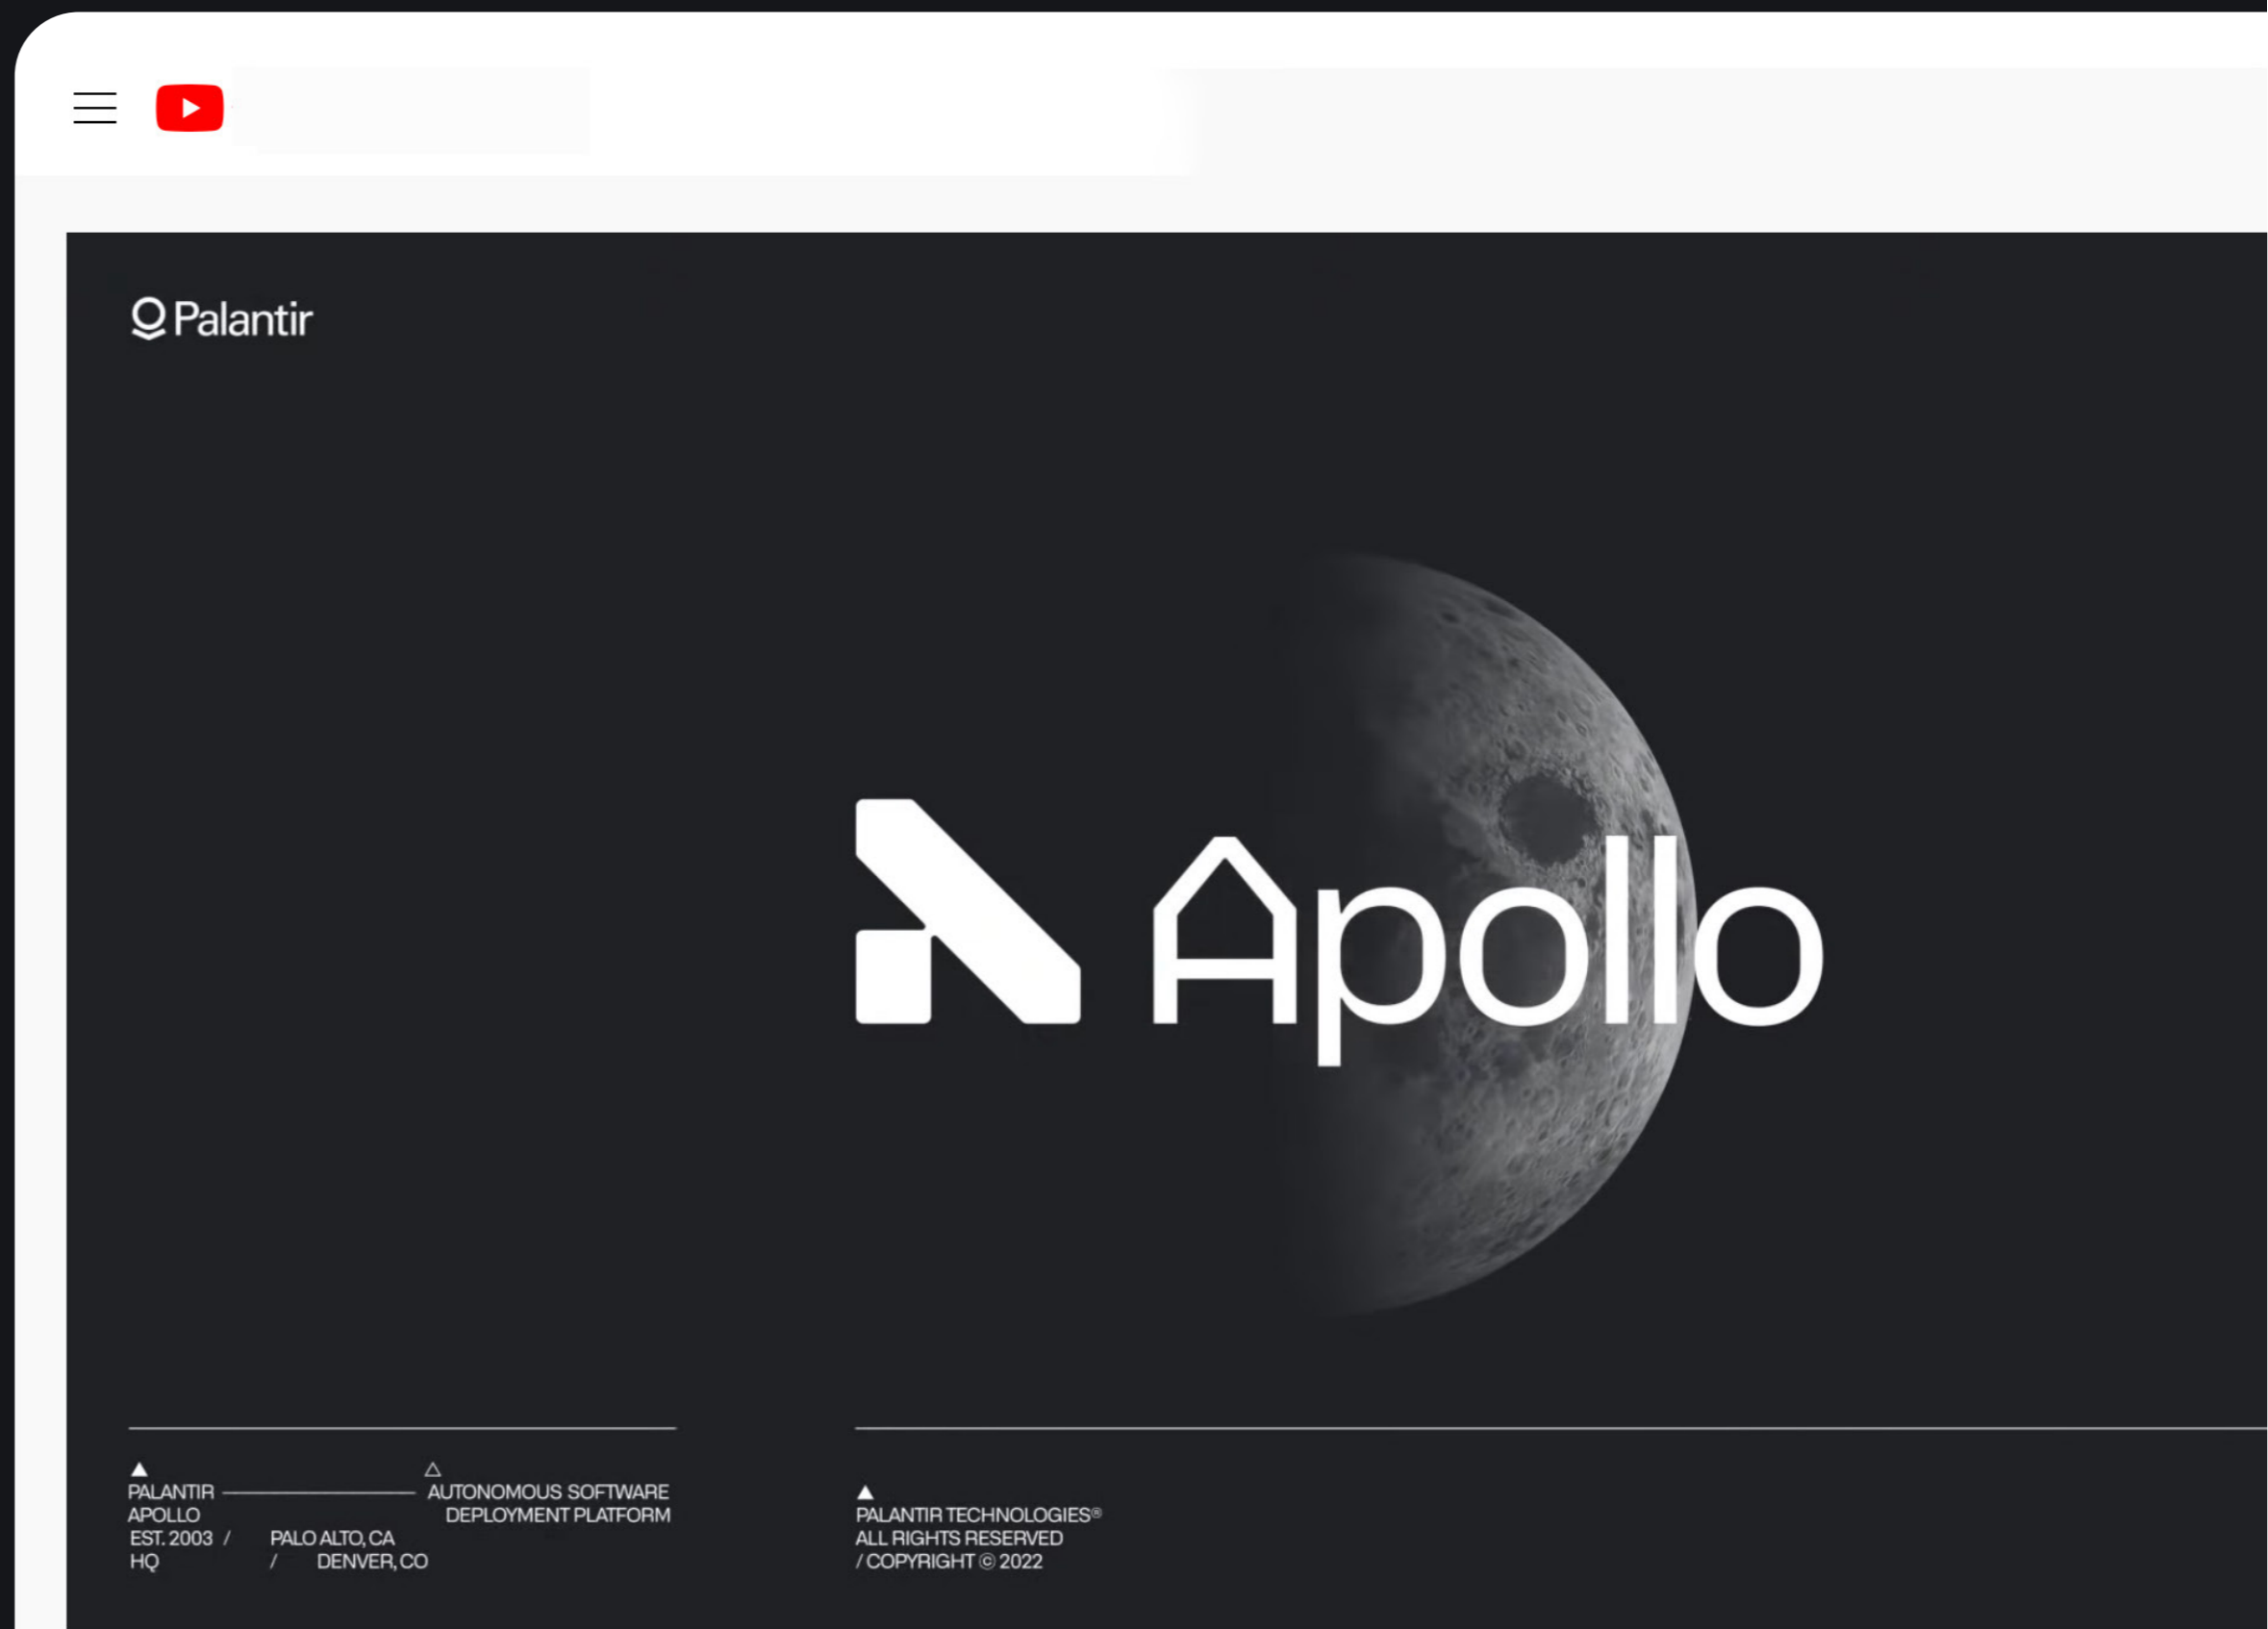 Palantir
Apollo
PALANTIR
APOLLO
EST. 2003 / PALO ALTO, CA
HQ / DENVER, CO
AUTONOMOUS SOFTWARE
DEPLOYMENT PLATFORM
PALANTIR TECHNOLOGIES®
ALL RIGHTS RESERVED
/ COPYRIGHT © 2022